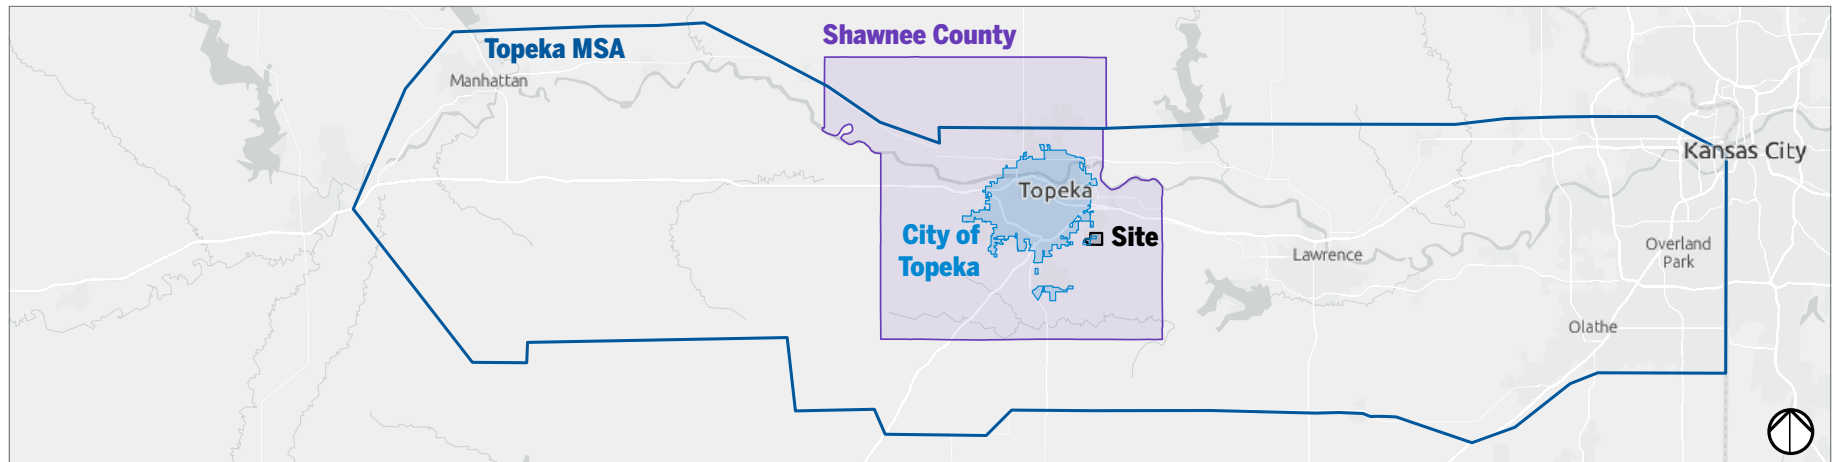 Shawnee County
Topeka MSA
Manhattan
Kansas City
Topeka
City of
Topeka
Site
Lawrence
Overland
Park
Olathe